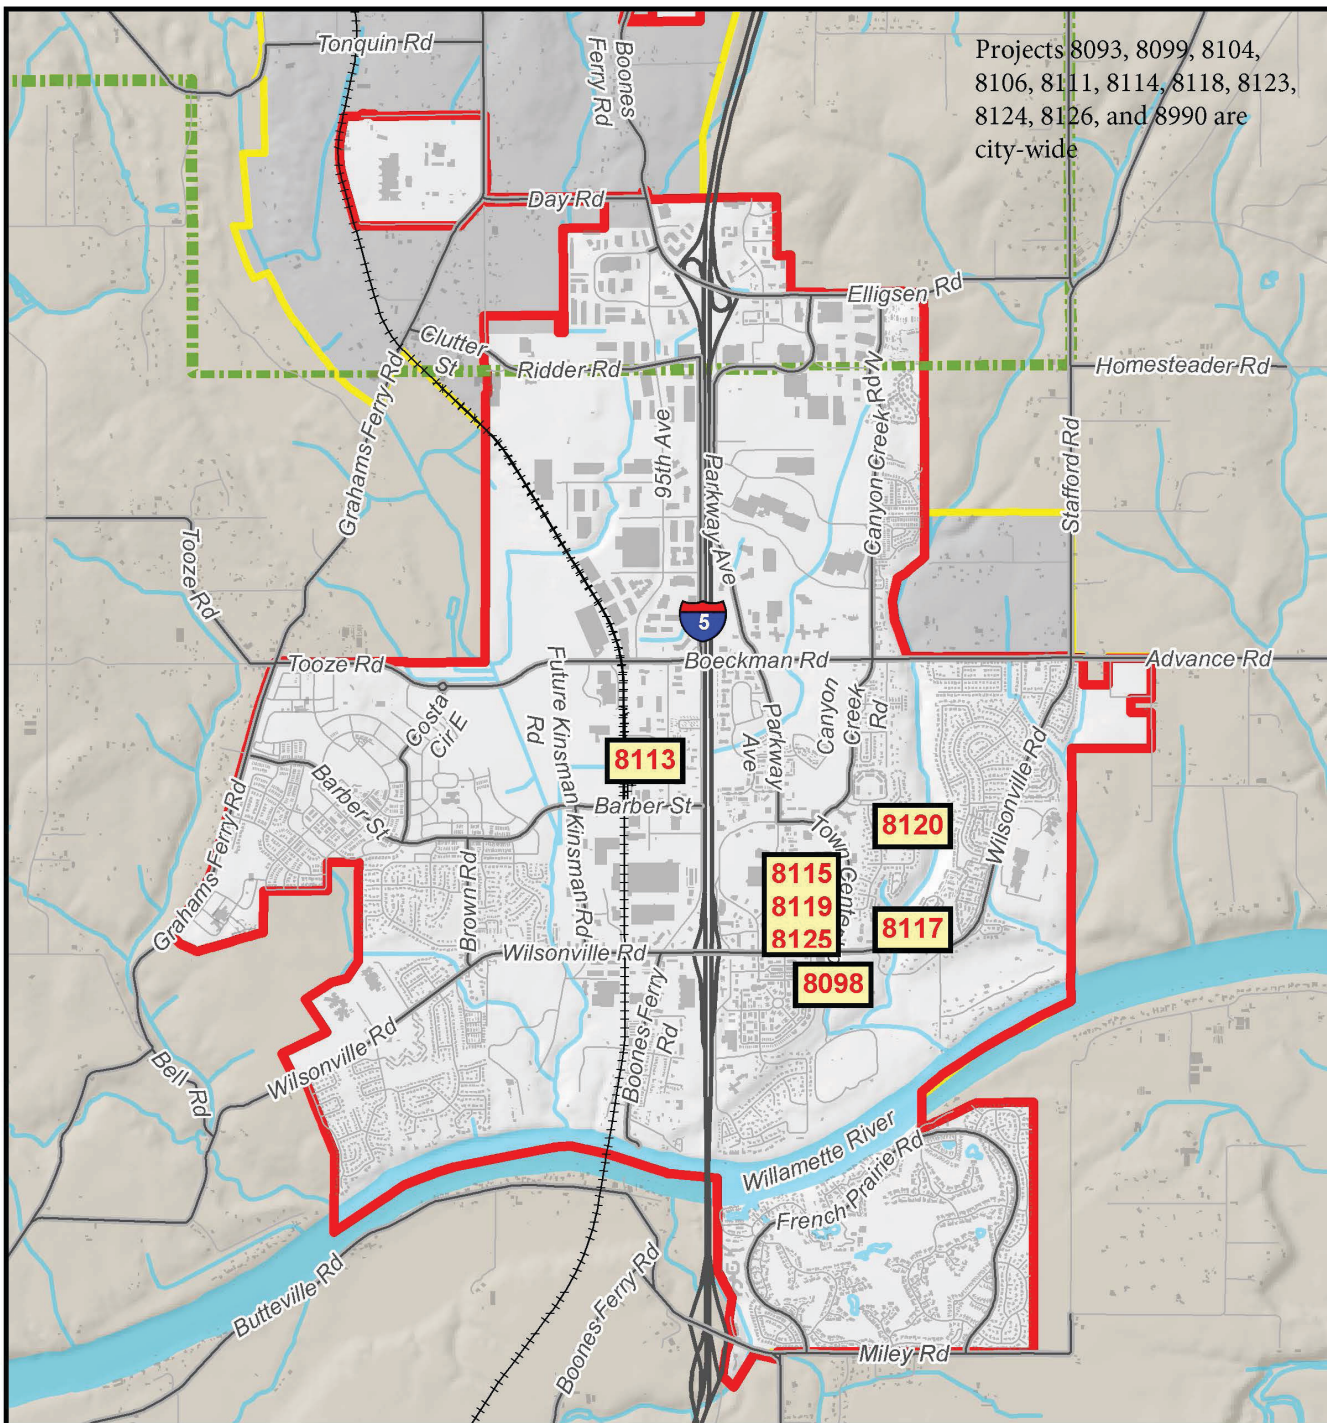 Tonquin Rd
Boones
Ferry Rd
Projects 8093, 8099, 8104,
8106, 8111, 8114, 8118, 8123,
8124, 8126, and 8990 are
city-wide
Day Rd
Elligsen Rd
Clutter
St
Ridder Rd
Homesteader Rd
Grahams Ferry Rd
95th Ave
Parkway Ave
Canyon Creek Rd N
Stafford Rd
Tooze Rd
5
Tooze Rd
Boeckman Rd
Advance Rd
Costa
Cir E
Future Kinsman
Rd
Parkway
Ave
Canyon
Creek
Rd
Wilsonville Rd
8113
Barber St
Barber St
Grahams Ferry Rd
Kinsman Rd
Brown Rd
Town Center
8120
8115
8119
8125
8117
8098
Wilsonville Rd
Boones Ferry
Rd
Wilsonville Rd
Bell Rd
Willamette River
French Prairie Rd
Butteville Rd
Boones Ferry Rd
Miley Rd